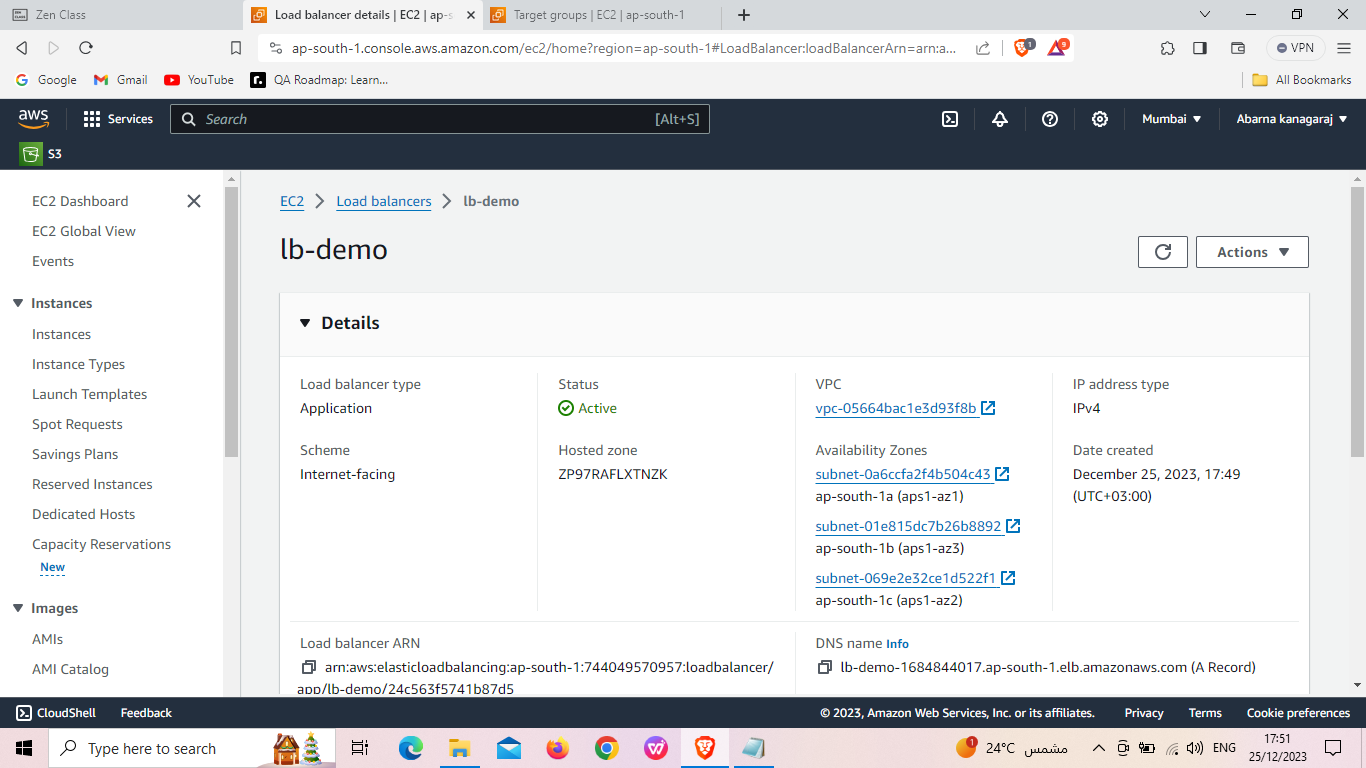 Zen Class
Load balancer details | EC2 | ap-s
Target groups | EC2 | ap-south-1
ap-south-1.console.aws.amazon.com/ec2/home?region=ap-south-1#LoadBalancer:loadBalancerArn=arn:a...
1
9
VPN
Google
Gmail
YouTube
r.
QA Roadmap: Learn...
All Bookmarks
aws
Services
Search
[Alt+S]
Mumbai
Abarna kanagaraj
S3
EC2 Dashboard
EC2 Global View
Events
Instances
Instances
Instance Types
Launch Templates
Spot Requests
Savings Plans
Reserved Instances
Dedicated Hosts
Capacity Reservations
New
Images
AMIs
AMI Catalog
EC2 > Load balancers > lb-demo
lb-demo
Actions
Details
Load balancer type
Application
Status
Active
VPC
vpc-05664bac1e3d93f8b
IP address type
IPv4
Scheme
Internet-facing
Hosted zone
ZP97RAFLXTNZK
Availability Zones
subnet-0a6ccfa2f4b504c43
ap-south-1a (aps1-az1)
subnet-01e815dc7b26b8892
ap-south-1b (aps1-az3)
subnet-069e2e32ce1d522f1
ap-south-1c (aps1-az2)
Date created
December 25, 2023, 17:49
(UTC+03:00)
Load balancer ARN
arn:aws:elasticloadbalancing:ap-south-1:744049570957:loadbalancer/
app/lb-demo/24c563f5741b87d5
DNS name Info
lb-demo-1684844017.ap-south-1.elb.amazonaws.com (A Record)
CloudShell
Feedback
© 2023, Amazon Web Services, Inc. or its affiliates.
Privacy
Terms
Cookie preferences
Type here to search
1
24°C مشمس
ENG
17:51
25/12/2023